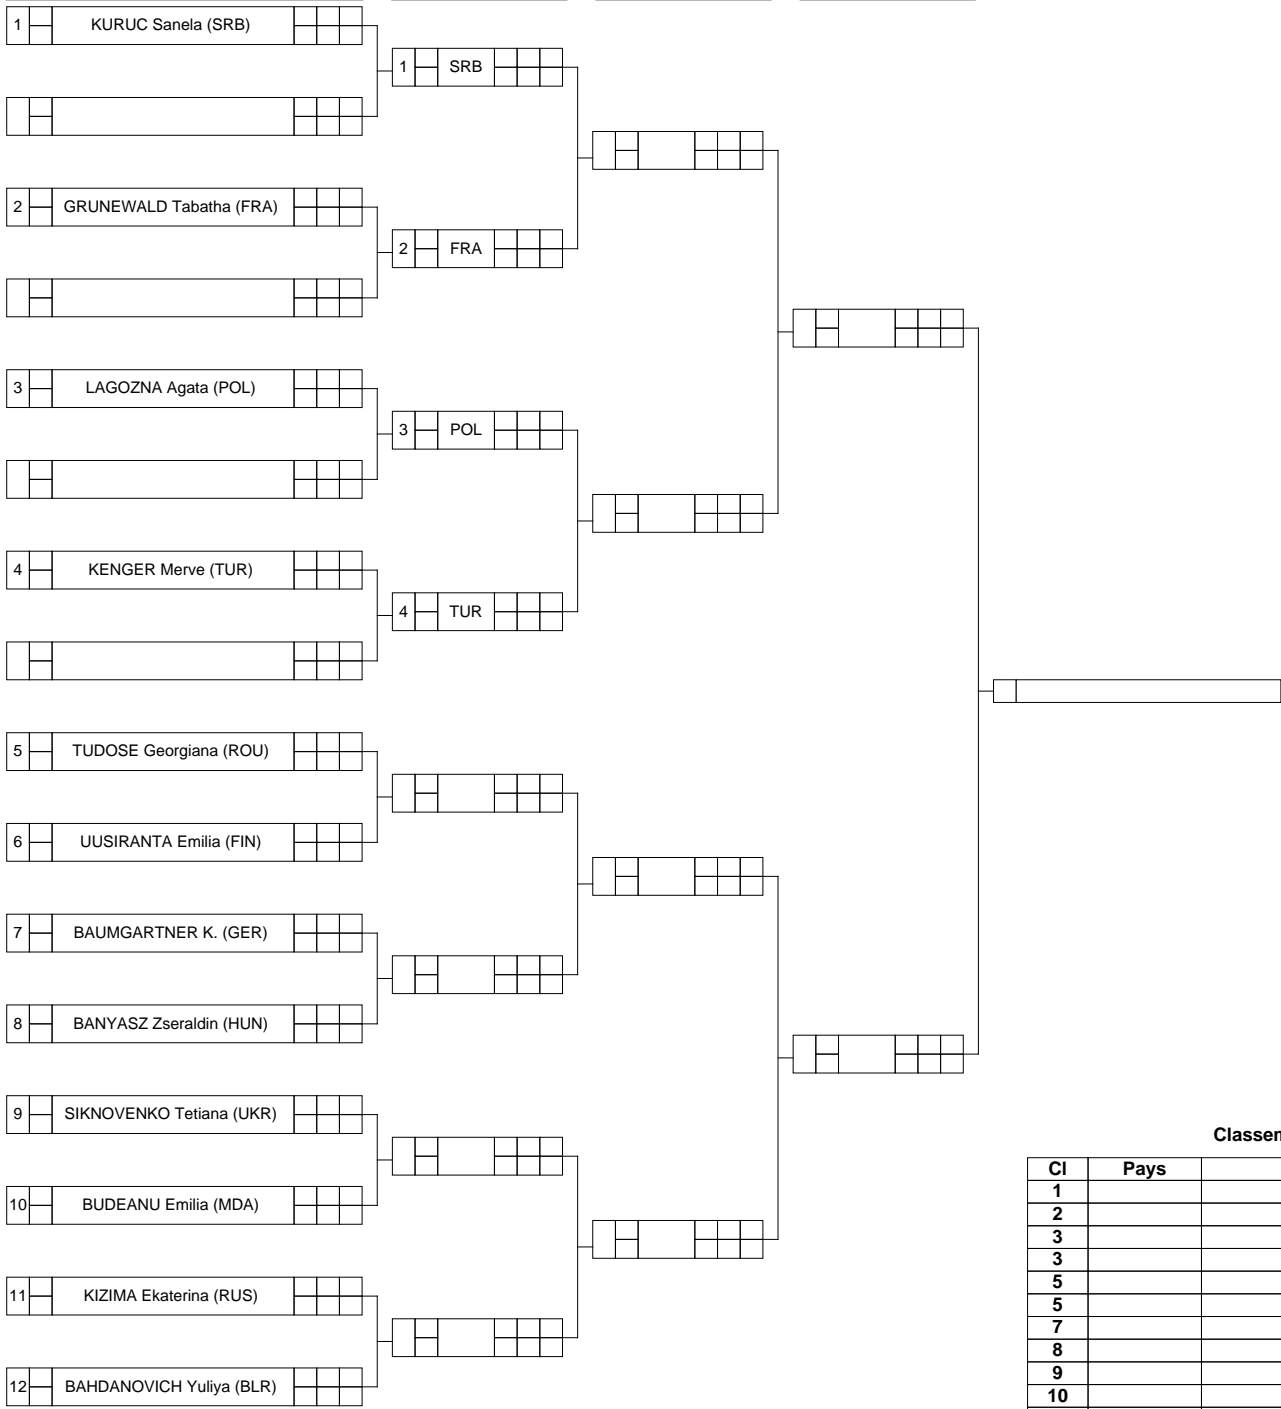 1 KURUC Sanela (SRB)
1 SRB
2 GRUNEWALD Tabatha (FRA)
2 FRA
3 LAGOZNA Agata (POL)
3 POL
4 KENGER Merve (TUR)
4 TUR
5 TUDOSE Georgiana (ROU)
6 UUSIRANTA Emilia (FIN)
7 BAUMGARTNER K. (GER)
8 BANYASZ Zseraldin (HUN)
9 SIKNOVENKO Tetiana (UKR)
10 BUDEANU Emilia (MDA)
11 KIZIMA Ekaterina (RUS)
12 BAHDANOVICH Yuliya (BLR)
Cl Pays
1
2
3
3
5
5
7
8
9
10